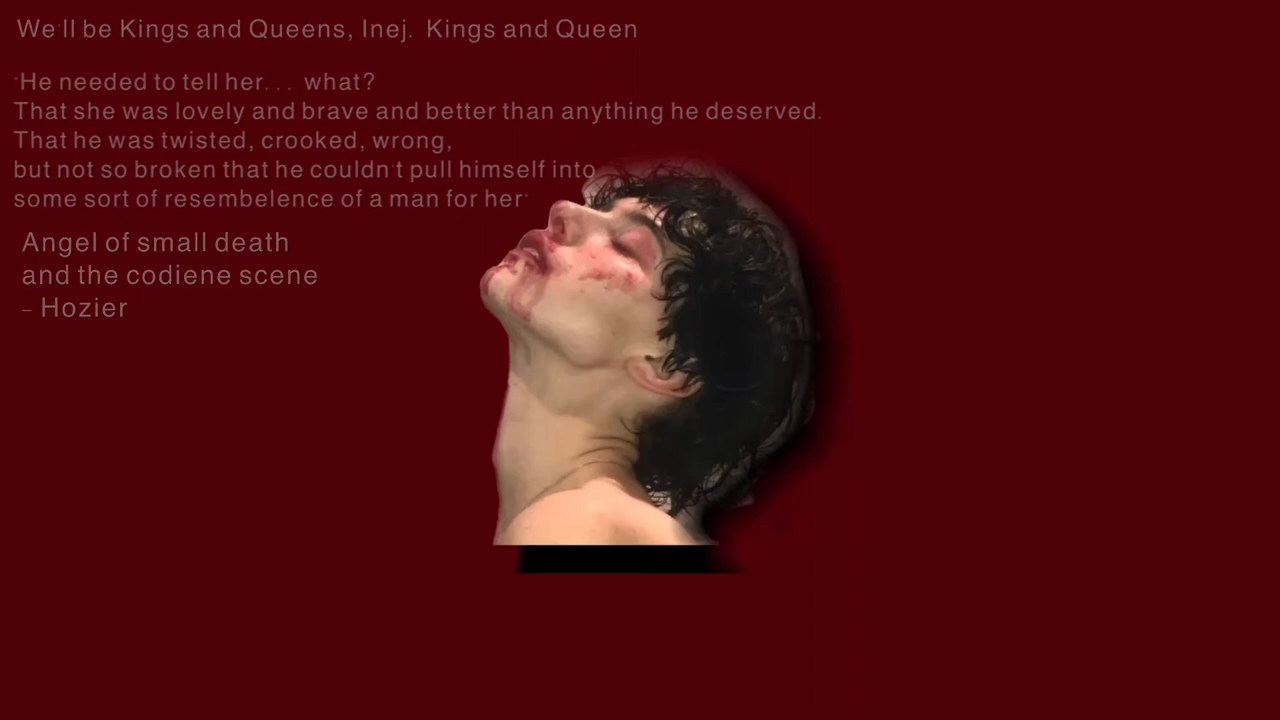 We'll be Kings and Queens, Inej. Kings and Queen
"He needed to tell her... what?
That she was lovely and brave and better than anything he deserved.
That he was twisted, crooked, wrong,
but not so broken that he couldn't pull himself into
some sort of resembelence of a man for her"
Angel of small death
and the codiene scene
– Hozier